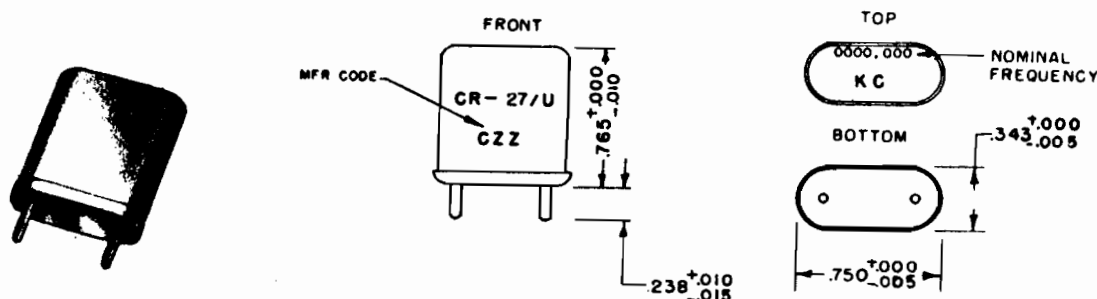 FRONT
MFR CODE
CR-27/U
CZZ
.765 +.000 -.010
.238 +.010 -.015
TOP
0000.000
KC
NOMINAL
FREQUENCY
BOTTOM
.343 +.000 -.005
.750 +.000 -.005